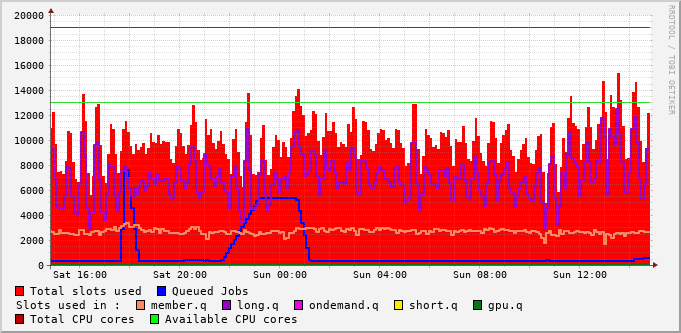 20000
18000
16000
14000
12000
10000
8000
6000
4000
2000
0
Sat 16:00 Sat 20:00 Sun 00:00 Sun 04:00 Sun 08:00 Sun 12:00
RRDTOOL / TOBI OETIKER
Total slots used Queued Jobs
Slots used in : member.q long.q ondemand.q short.q gpu.q
Total CPU cores Available CPU cores